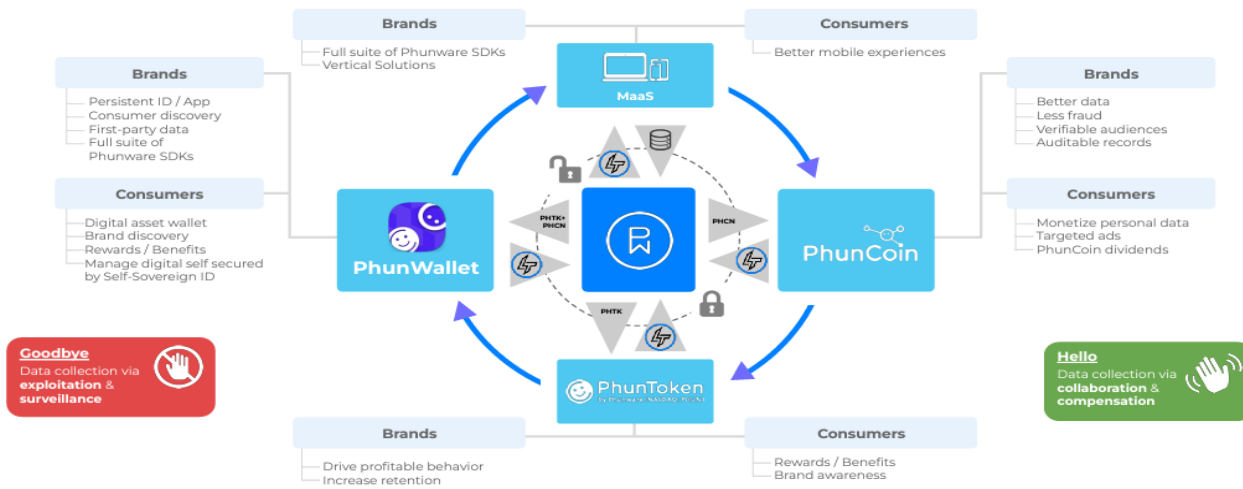 Brands
Full suite of Phunware SDKs
Vertical Solutions
Consumers
Better mobile experiences
MaaS
Brands
Persistent ID / App
Consumer discovery
First-party data
Full suite of
Phunware SDKs
Consumers
Digital asset wallet
Brand discovery
Rewards / Benefits
Manage digital self secured
by Self-Sovereign ID
Brands
Better data
Less fraud
Verifiable audiences
Auditable records
Consumers
Monetize personal data
Targeted ads
PhunCoin dividends
PhunWallet
PHTK+
PHCN
PHCN
PhunCoin
PHTK
PhunToken
by Phunware (NASDAQ: PHUN)
Goodbye
Data collection via
exploitation &
surveillance
Hello
Data collection via
collaboration &
compensation
Brands
Drive profitable behavior
Increase retention
Consumers
Rewards / Benefits
Brand awareness